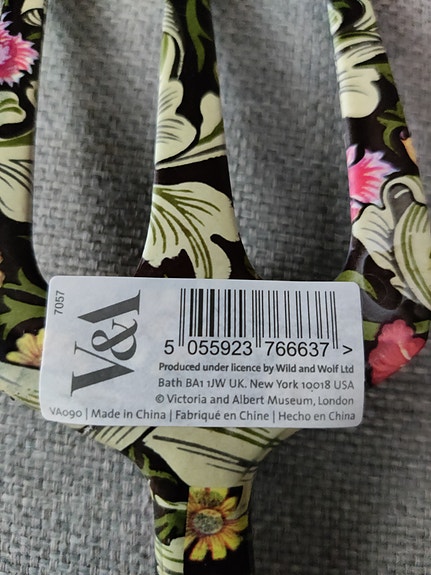 7057
V&A
5 055923 766637 >
Produced under licence by Wild and Wolf Ltd
Bath BA1 1JW UK. New York 10018 USA
© Victoria and Albert Museum, London
VA090 | Made in China | Fabriqué en Chine | Hecho en China